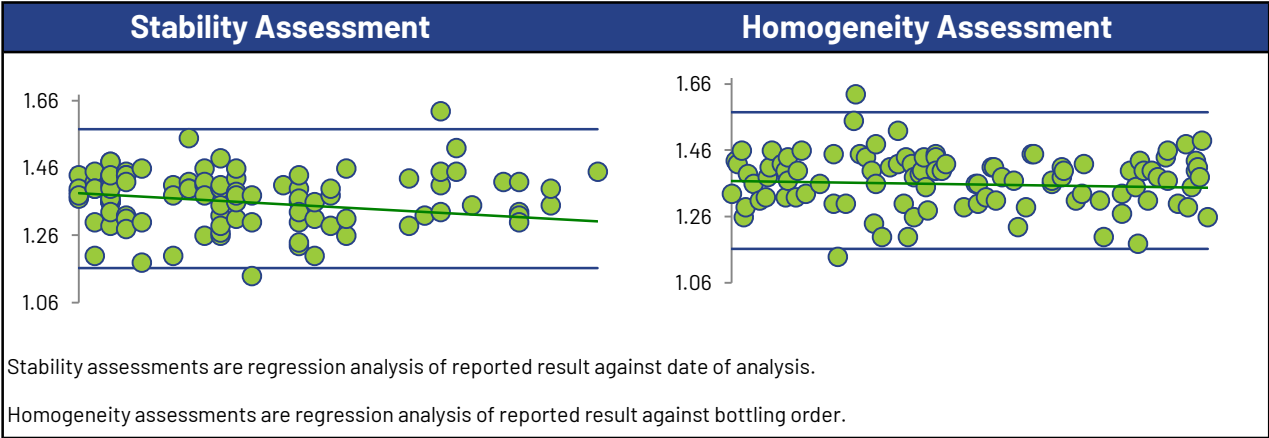 Stability Assessment
Homogeneity Assessment
1.66
1.46
1.26
1.06
1.66
1.46
1.26
1.06
Stability assessments are regression analysis of reported result against date of analysis.
Homogeneity assessments are regression analysis of reported result against bottling order.